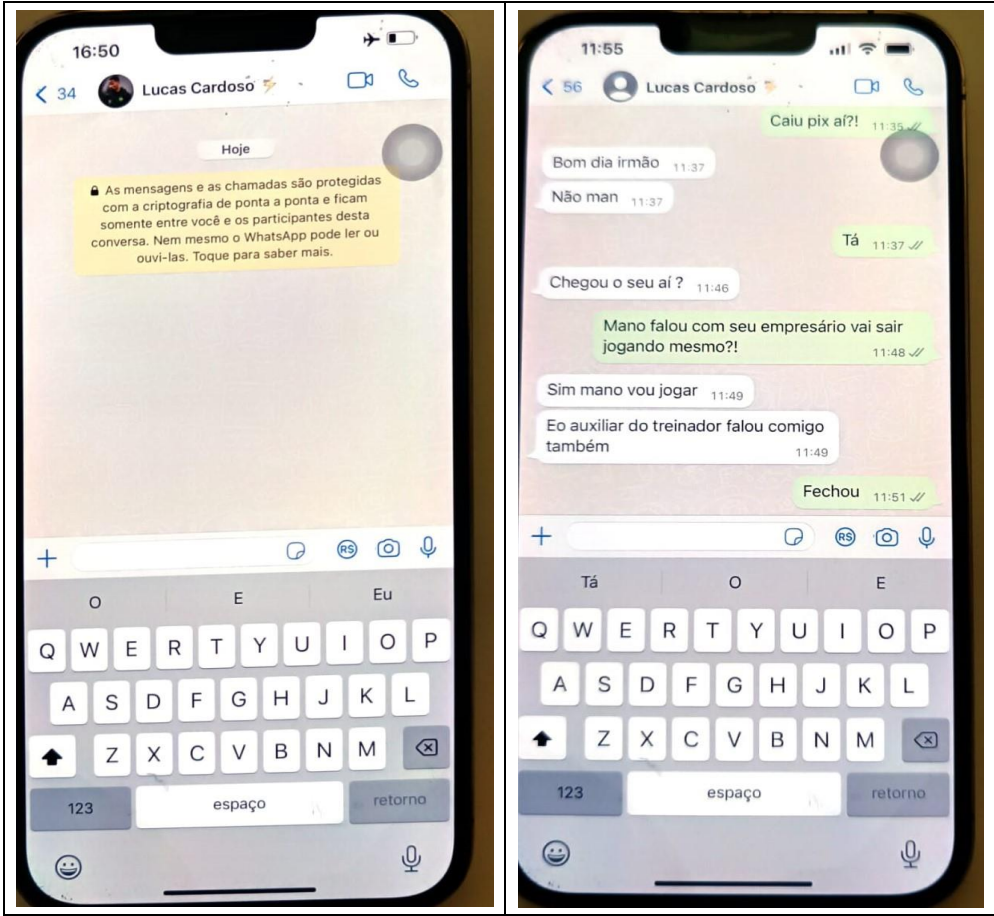 16:50
34
Lucas Cardoso
Hoje
As mensagens e as chamadas são protegidas
com a criptografia de ponta a ponta e ficam
somente entre você e os participantes desta
conversa. Nem mesmo o WhatsApp pode ler ou
ouvi-las. Toque para saber mais.
RS
O E Eu
Q W E R T Y U I O P
A S D F G H J K L
Z X C V B N M
123 espaço retorno
11:55
56
Lucas Cardoso
Caiu pix aí?! 11:35
Bom dia irmão 11:37
Não man 11:37
Tá 11:37
Chegou o seu aí ? 11:46
Mano falou com seu empresário vai sair
jogando mesmo?! 11:48
Sim mano vou jogar 11:49
Eo auxiliar do treinador falou comigo
também 11:49
Fechou 11:51
RS
Tá O E
Q W E R T Y U I O P
A S D F G H J K L
Z X C V B N M
123 espaço retorno